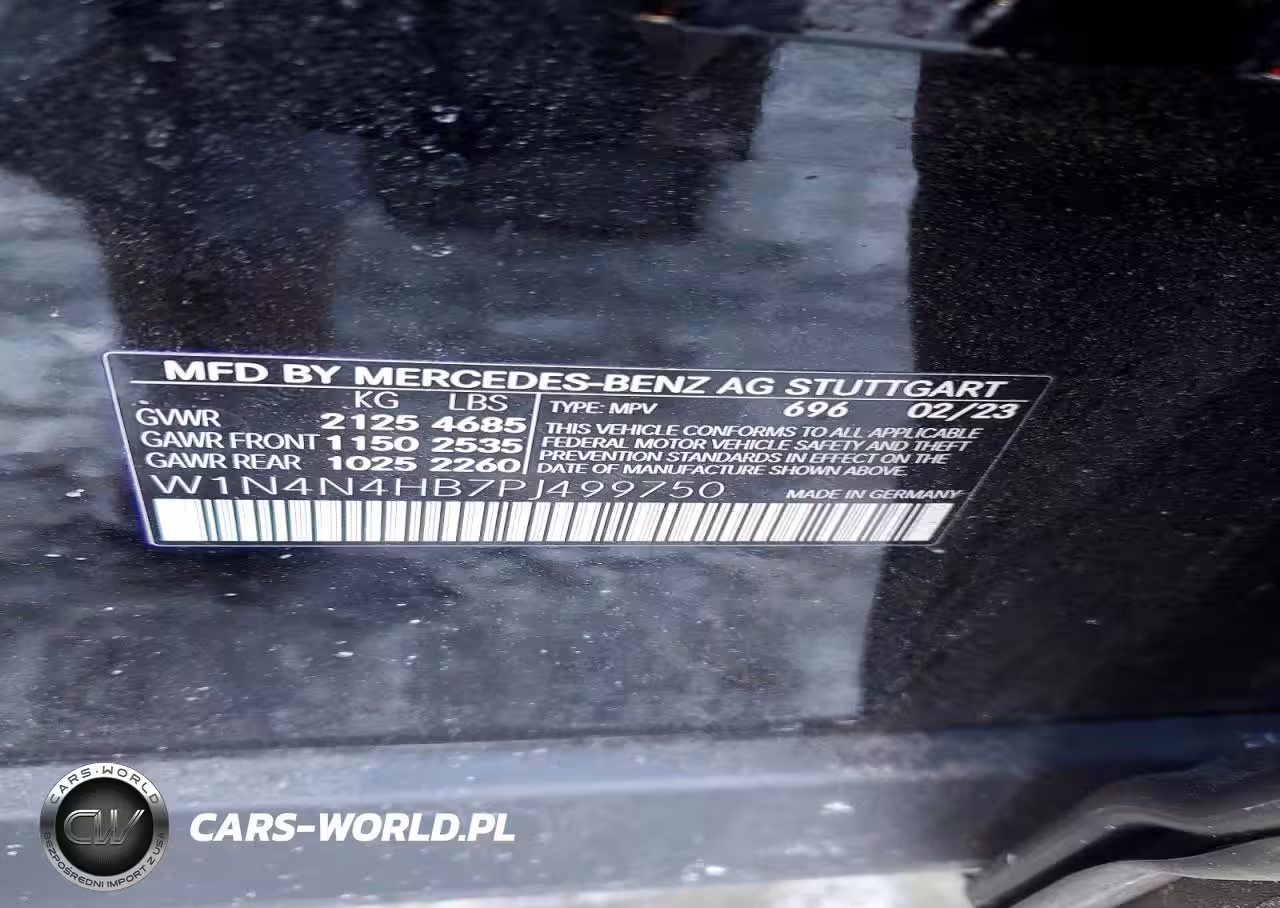 MFD BY MERCEDES-BENZ AG STUTTGART
KG LBS
GVWR 2125 4685
GAWR FRONT 1150 2535
GAWR REAR 1025 2260
TYPE: MPV 696 02/23
THIS VEHICLE CONFORMS TO ALL APPLICABLE
FEDERAL MOTOR VEHICLE SAFETY AND THEFT
PREVENTION STANDARDS IN EFFECT ON THE
DATE OF MANUFACTURE SHOWN ABOVE.
W1N4N4HB7PJ499750
MADE IN GERMANY
CARS-WORLD
CW
BEZPOŚREDNI IMPORT Z USA
CARS-WORLD.PL